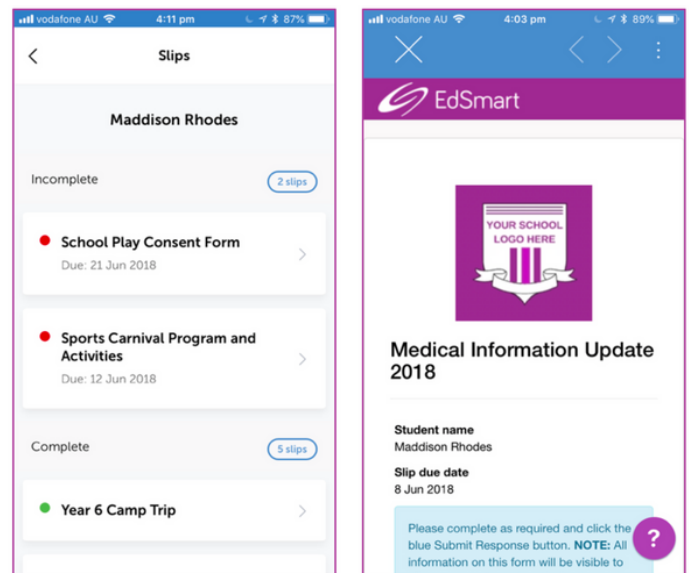 vodafone AU 4:11 pm 87%
Slips
Maddison Rhodes
Incomplete
2 slips
School Play Consent Form
Due: 21 Jun 2018
Sports Carnival Program and
Activities
Due: 12 Jun 2018
Complete
5 slips
Year 6 Camp Trip
vodafone AU 4:03 pm 89%
EdSmart
YOUR SCHOOL
LOGO HERE
Medical Information Update
2018
Student name
Maddison Rhodes
Slip due date
8 Jun 2018
Please complete as required and click the
blue Submit Response button. NOTE: All
information on this form will be visible to
?